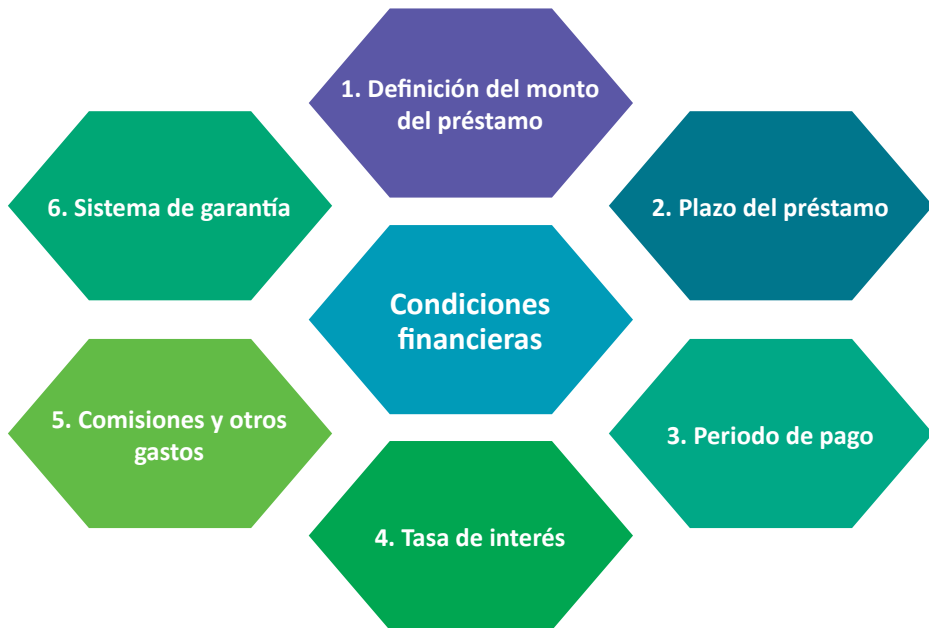 1. Definición del monto
del préstamo
6. Sistema de garantía
2. Plazo del préstamo
Condiciones
financieras
5. Comisiones y otros
gastos
3. Periodo de pago
4. Tasa de interés